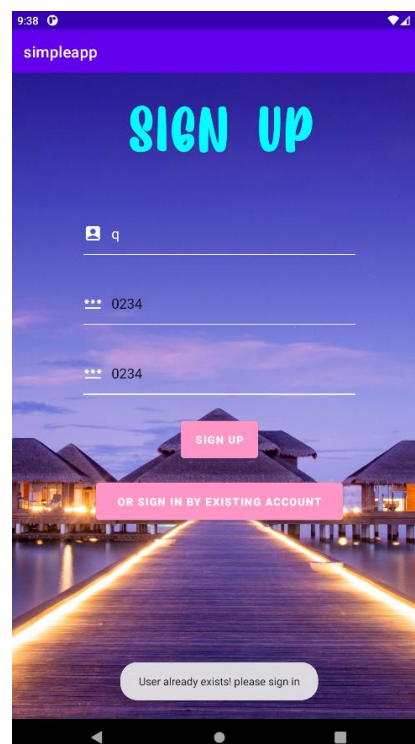 9:38
simpleapp
SIGN UP
q
0234
0234
SIGN UP
OR SIGN IN BY EXISTING ACCOUNT
User already exists! please sign in